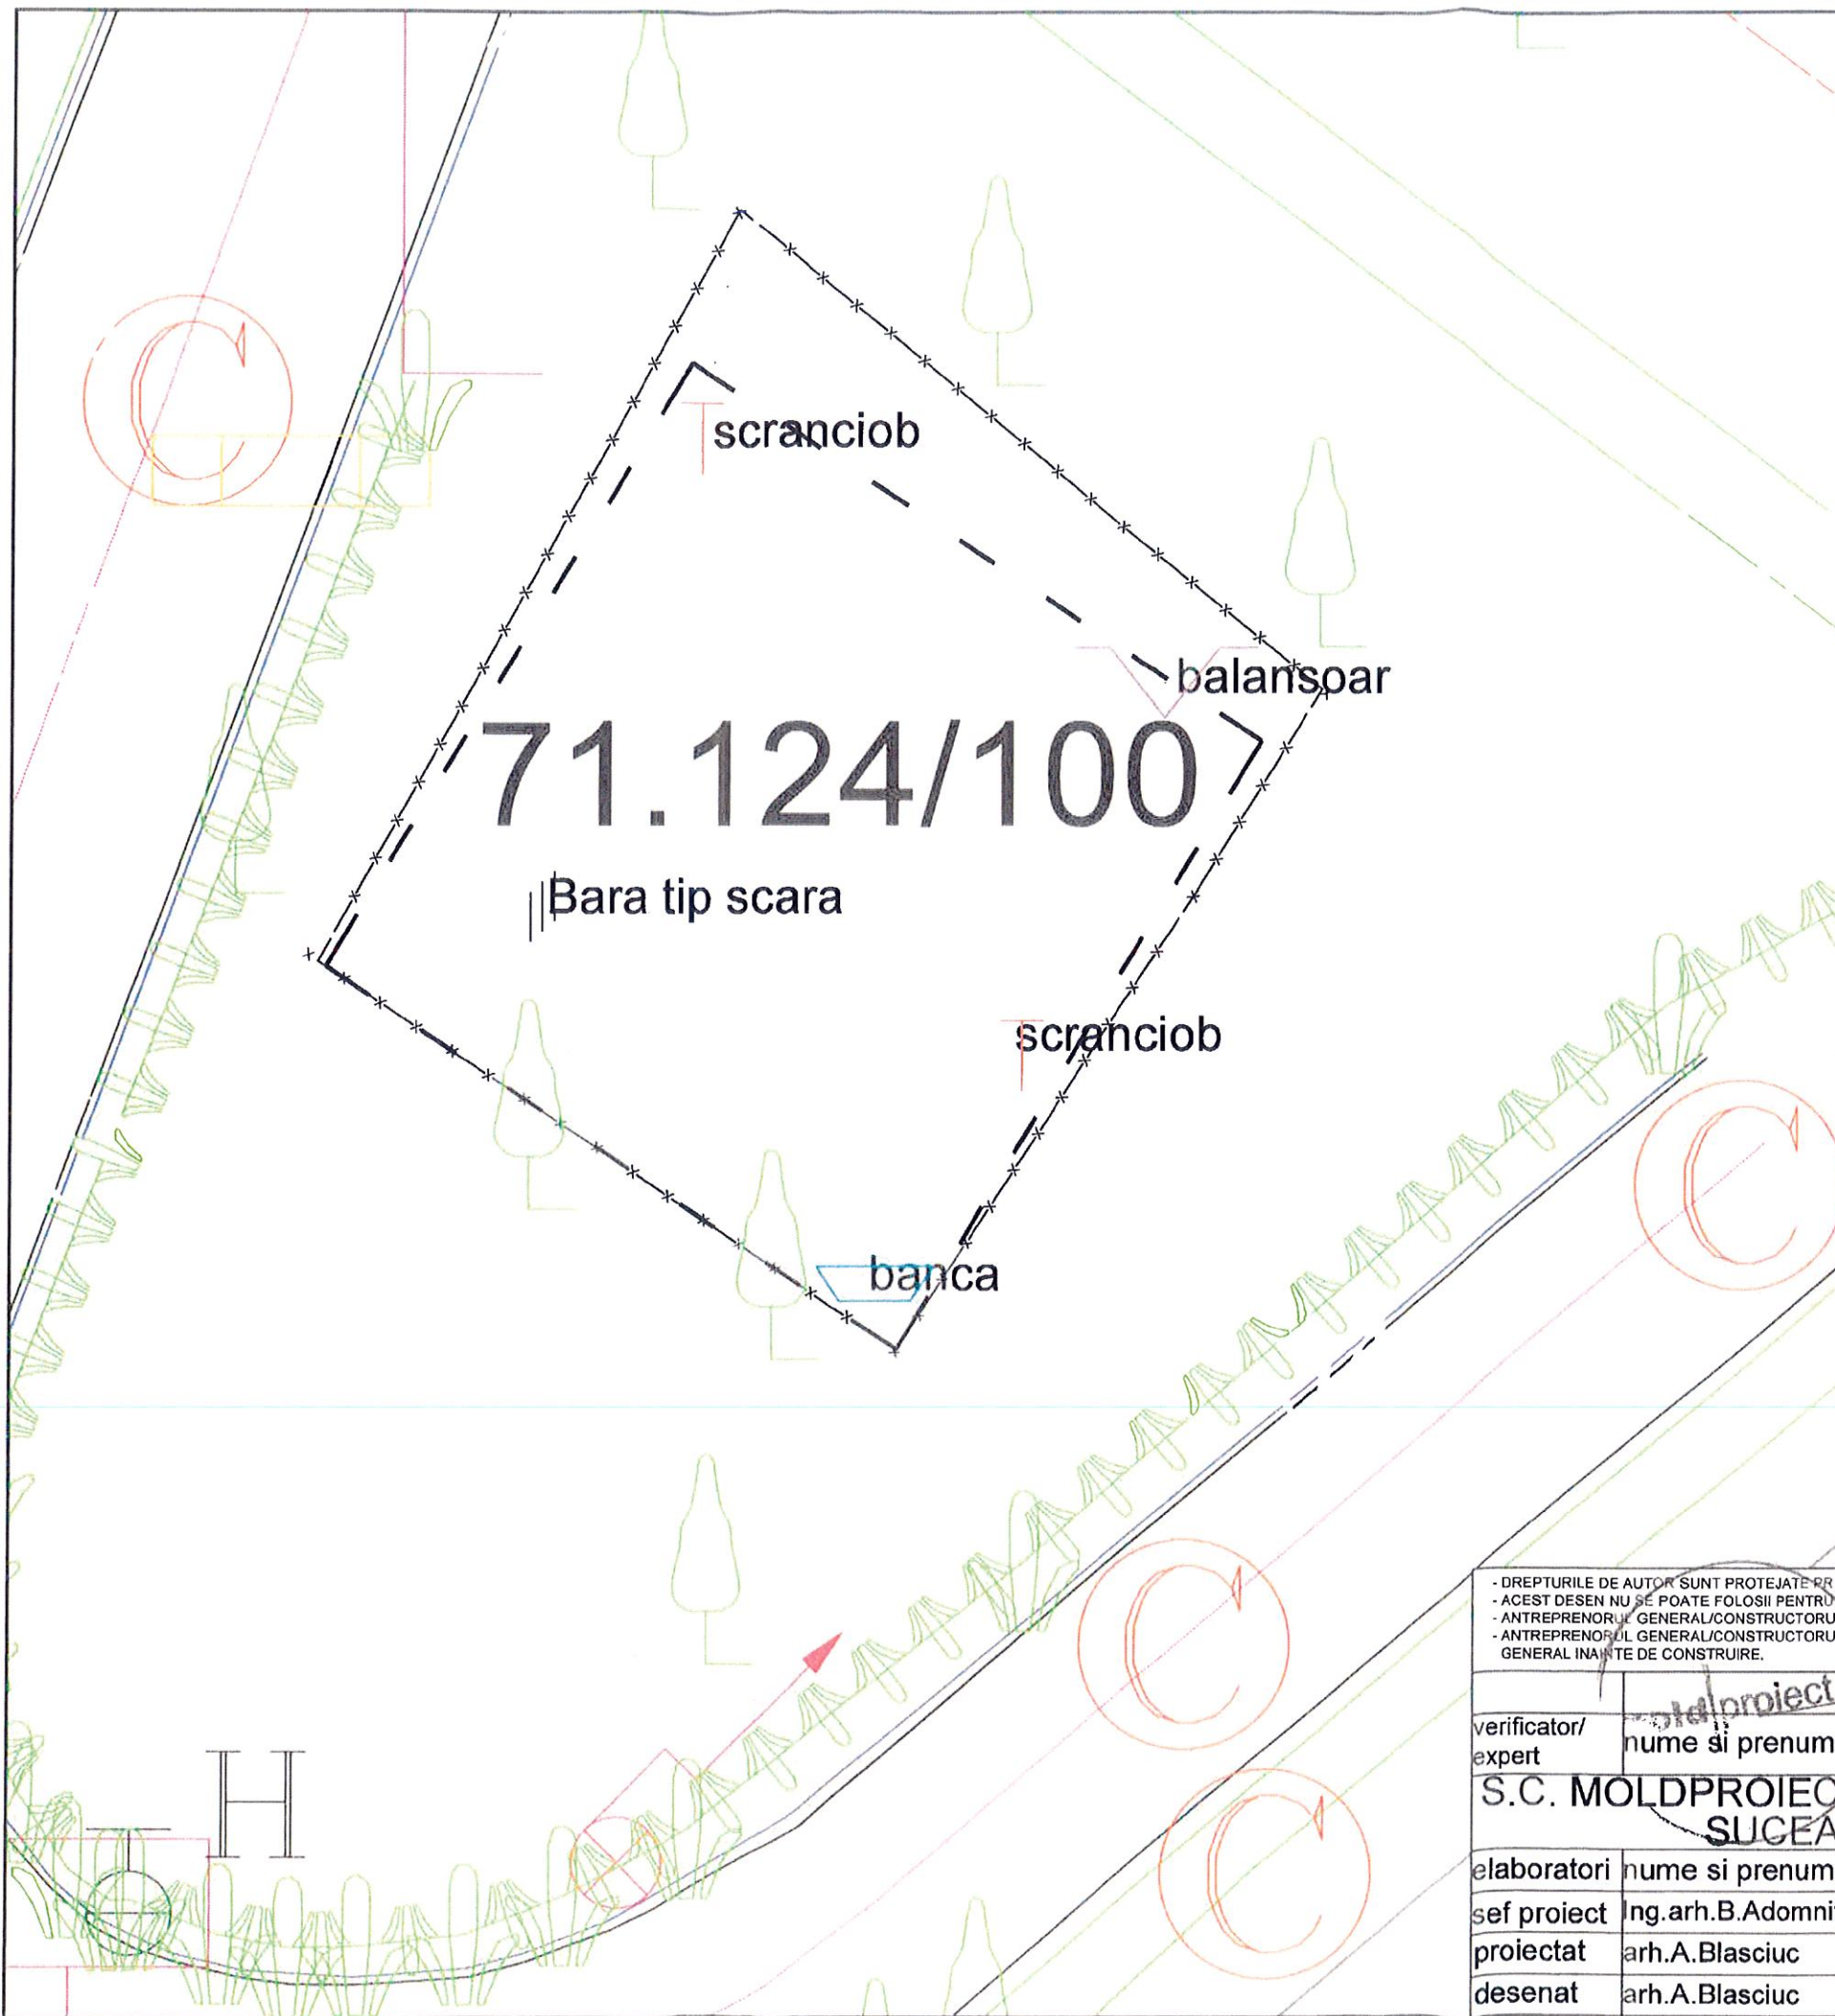 C
scranciob
balansoar
71.124/100
Bara tip scara
scranciob
C
banca
C
H
C
- DREPTURILE DE AUTOR SUNT PROTEJATE PR
- ACEST DESEN NU SE POATE FOLOSII PENTRU
- ANTREPRENORUL GENERAL/CONSTRUCTORU
- ANTREPRENORUL GENERAL/CONSTRUCTORU
GENERAL INAINTE DE CONSTRUIRE.
moldproiect
verificator/
expert nume si prenum
S.C. MOLDPROIEC
SUCEA
elaboratori nume si prenum
sef proiect Ing.arh.B.Adomni
proiectat arh.A.Blasciuc
desenat arh.A.Blasciuc